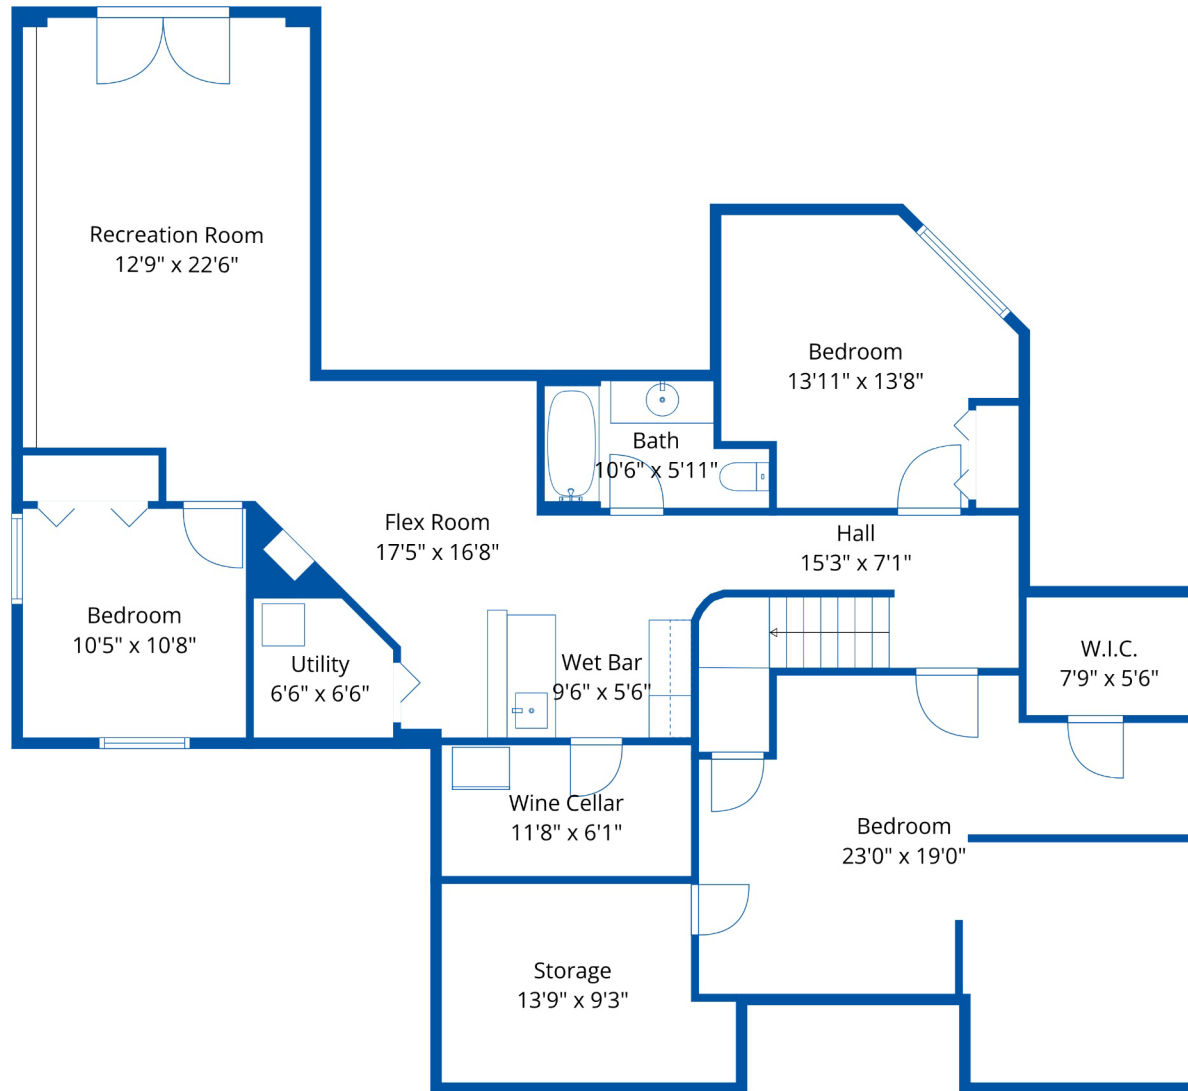 Recreation Room
12'9" x 22'6"
Bedroom
13'11" x 13'8"
Bath
10'6" x 5'11"
Flex Room
17'5" x 16'8"
Hall
15'3" x 7'1"
Bedroom
10'5" x 10'8"
Utility
6'6" x 6'6"
Wet Bar
9'6" x 5'6"
W.I.C.
7'9" x 5'6"
Wine Cellar
11'8" x 6'1"
Bedroom
23'0" x 19'0"
Storage
13'9" x 9'3"